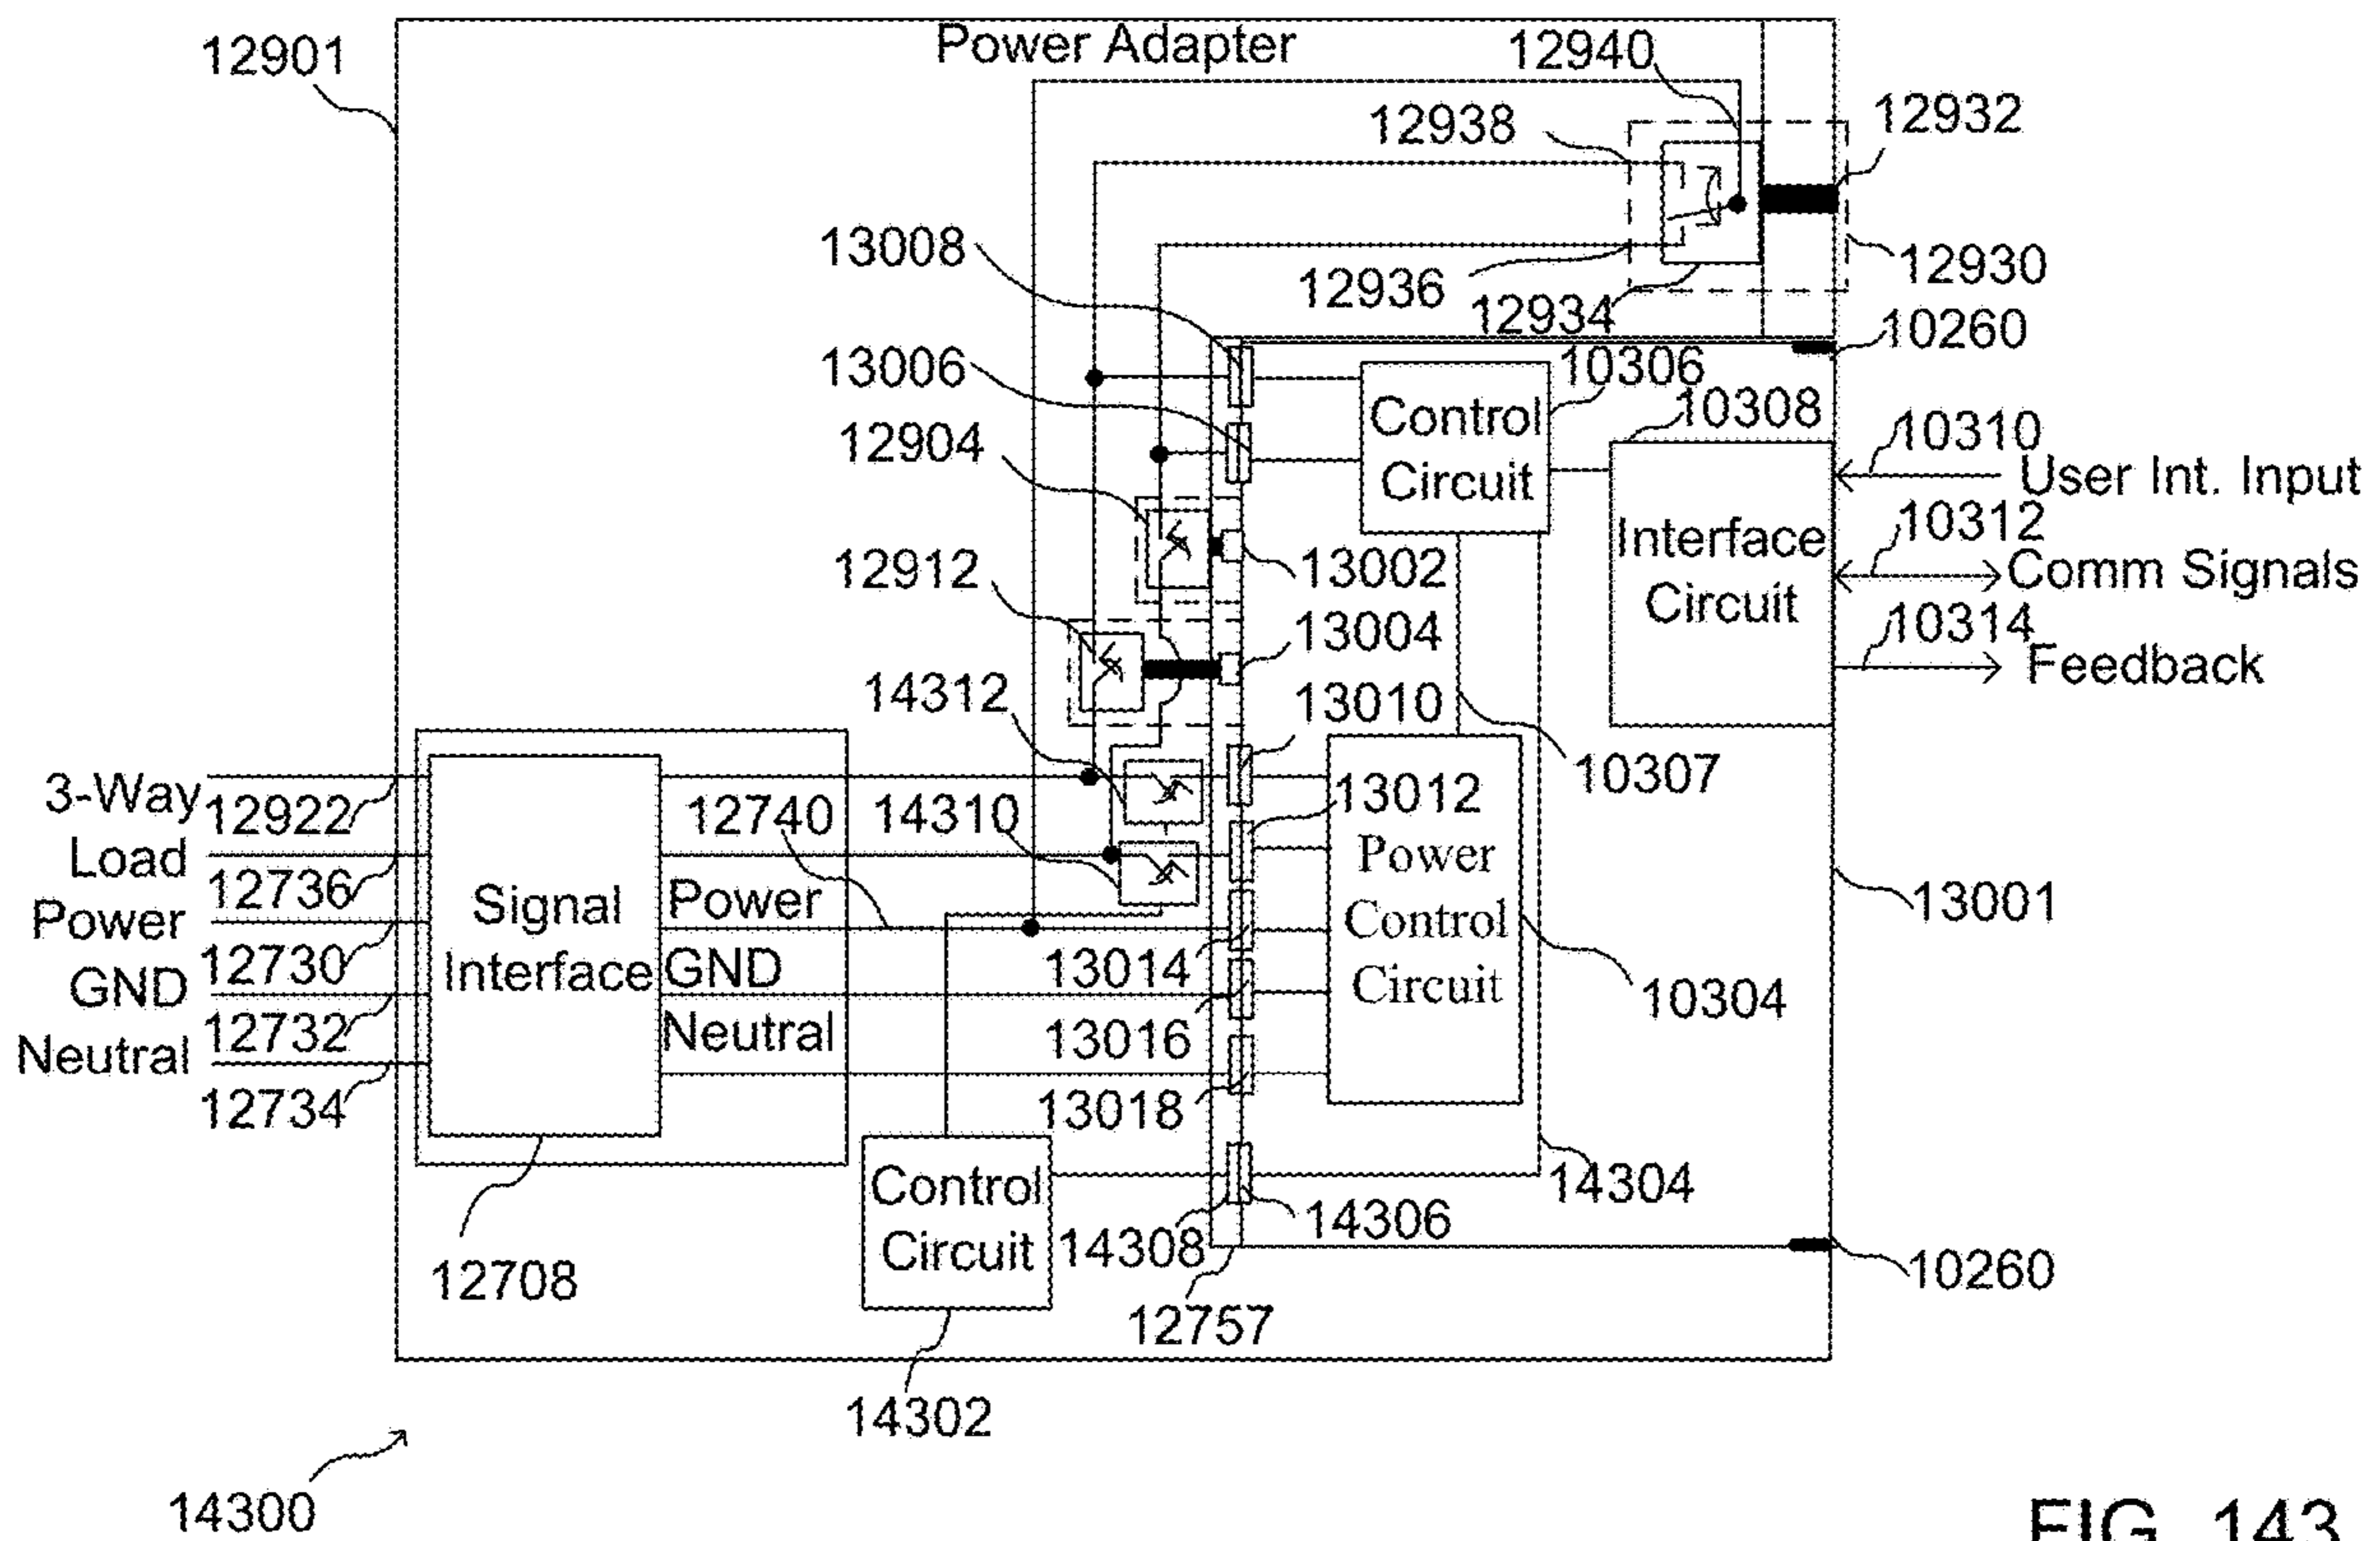 Power Adapter
12901
12940
12938
12932
13008
12936
12934
12930
10260
13006
10306
10308
12904
Control
Circuit
10310
User Int. Input
10312
Comm Signals
12912
13002
Interface
Circuit
13004
10314
Feedback
14312
13010
10307
3-Way
12922
12740
14310
13012
Load
12736
Power
12730
GND
12732
Neutral
12734
Signal
Interface
Power
GND
Neutral
13014
13016
13018
Power
Control
Circuit
10304
13001
14304
Control
Circuit
14308
14306
12708
12757
10260
14302
14300
FIG. 143